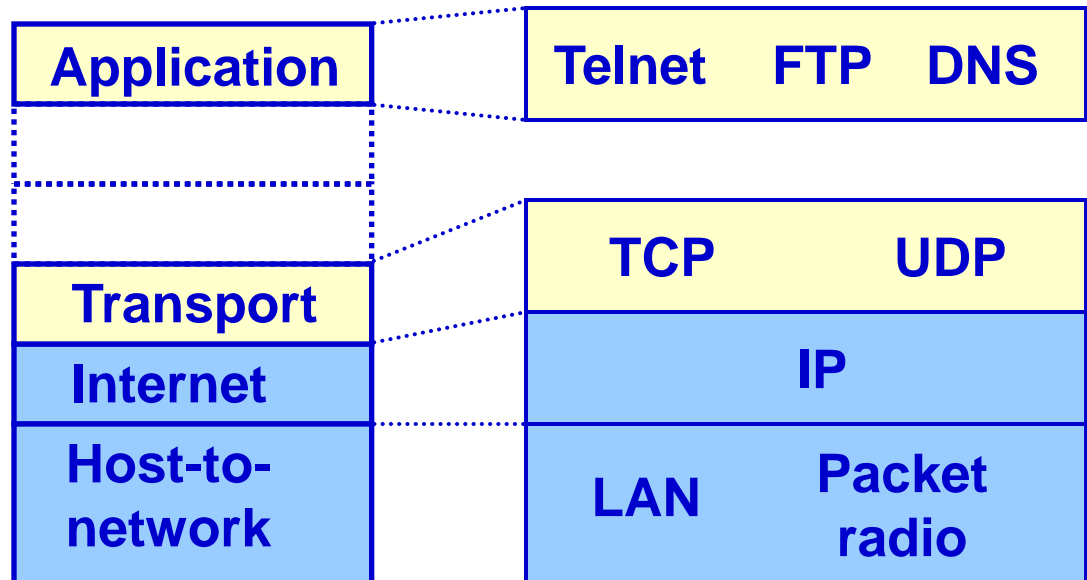 Application
Transport
Internet
Host-to-
network
Telnet FTP DNS
TCP UDP
IP
LAN
Packet
radio